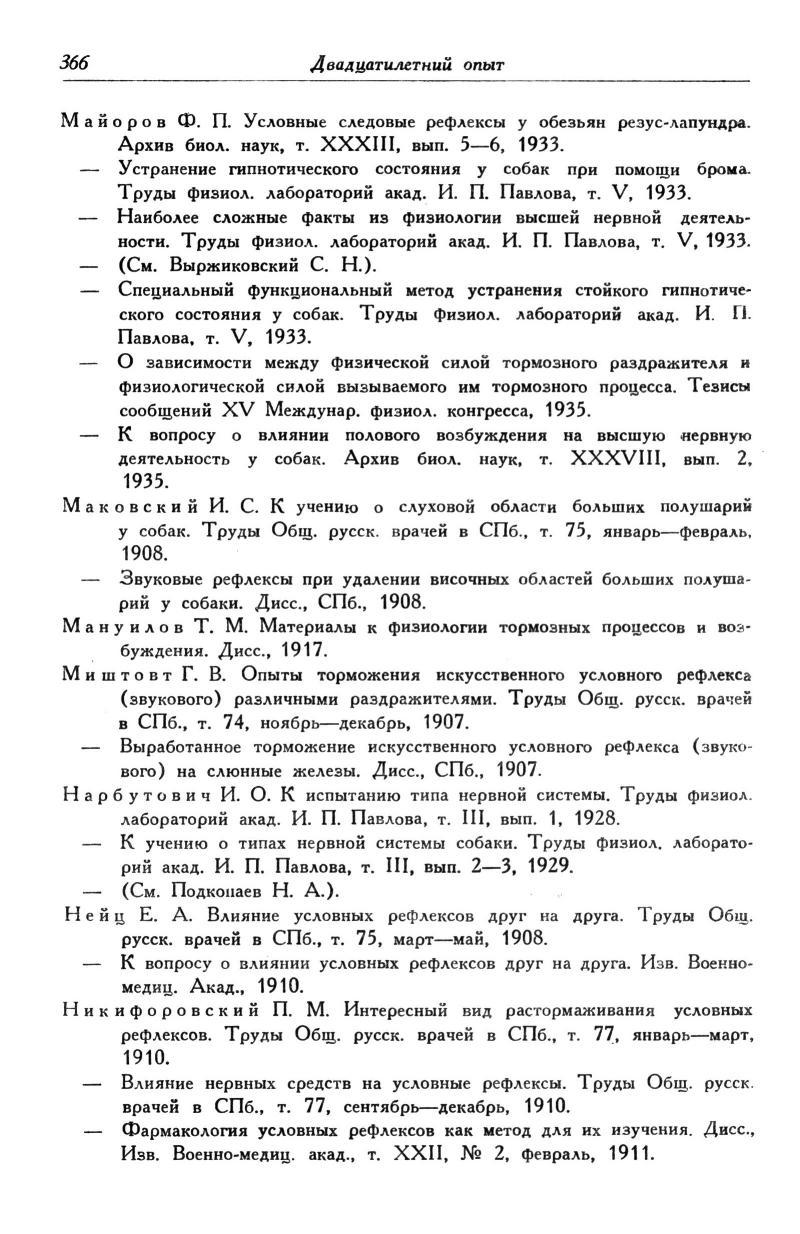 366 Двадцатилетний опыт
Майоров Ф. П. Условные следовые рефлексы у обезьян резус-лапундра.
Архив биол. наук, т. XXXIII, вып. 5—6, 1933.
— Устранение гипнотического состояния у собак при помощи брома.
Труды физиол. лабораторий акад. И. П. Павлова, т. V, 1933.
— Наиболее сложные факты из физиологии высшей нервной деятель-
ности. Труды физиол. лабораторий акад. И. П. Павлова, т. V, 1933.
— (См. Выржиковский С. Н.).
— Специальный функциональный метод устранения стойкого гипнотиче-
ского состояния у собак. Труды физиол. лабораторий акад. И. П.
Павлова, т. V, 1933.
— О зависимости между физической силой тормозного раздражителя и
физиологической силой вызываемого им тормозного процесса. Тезисы
сообщений XV Междунар. физиол. конгресса, 1935.
— К вопросу о влиянии полового возбуждения на высшую нервную
деятельность у собак. Архив биол. наук, т. XXXVIII, вып. 2,
1935.
Маковский И. С. К учению о слуховой области больших полушарий
у собак. Труды Общ. русск. врачей в СПб., т. 75, январь—февраль,
1908.
— Звуковые рефлексы при удалении височных областей больших полуша-
рий у собаки. Дисс., СПб., 1908.
Мануилов Т. М. Материалы к физиологии тормозных процессов и воз-
буждения. Дисс., 1917.
Миштовт Г. В. Опыты торможения искусственного условного рефлекса
(звукового) различными раздражителями. Труды Общ. русск. врачей
в СПб., т. 74, ноябрь—декабрь, 1907.
— Выработанное торможение искусственного условного рефлекса (звуко-
вого) на слюнные железы. Дисс., СПб., 1907.
Нарбутович И. О. К испытанию типа нервной системы. Труды физиол.
лабораторий акад. И. П. Павлова, т. III, вып. 1, 1928.
— К учению о типах нервной системы собаки. Труды физиол. лаборато-
рий акад. И. П. Павлова, т. III, вып. 2—3, 1929.
— (См. Подкопаев Н. А.).
Нейц Е. А. Влияние условных рефлексов друг на друга. Труды Общ.
русск. врачей в СПб., т. 75, март—май, 1908.
— К вопросу о влиянии условных рефлексов друг на друга. Изв. Военно-
медиц. Акад., 1910.
Никифоровский П. М. Интересный вид растормаживания условных
рефлексов. Труды Общ. русск. врачей в СПб., т. 77, январь—март,
1910.
— Влияние нервных средств на условные рефлексы. Труды Общ. русск.
врачей в СПб., т. 77, сентябрь—декабрь, 1910.
— Фармакология условных рефлексов как метод для их изучения. Дисс.,
Изв. Военно-медиц. акад., т. XXII, № 2, февраль, 1911.